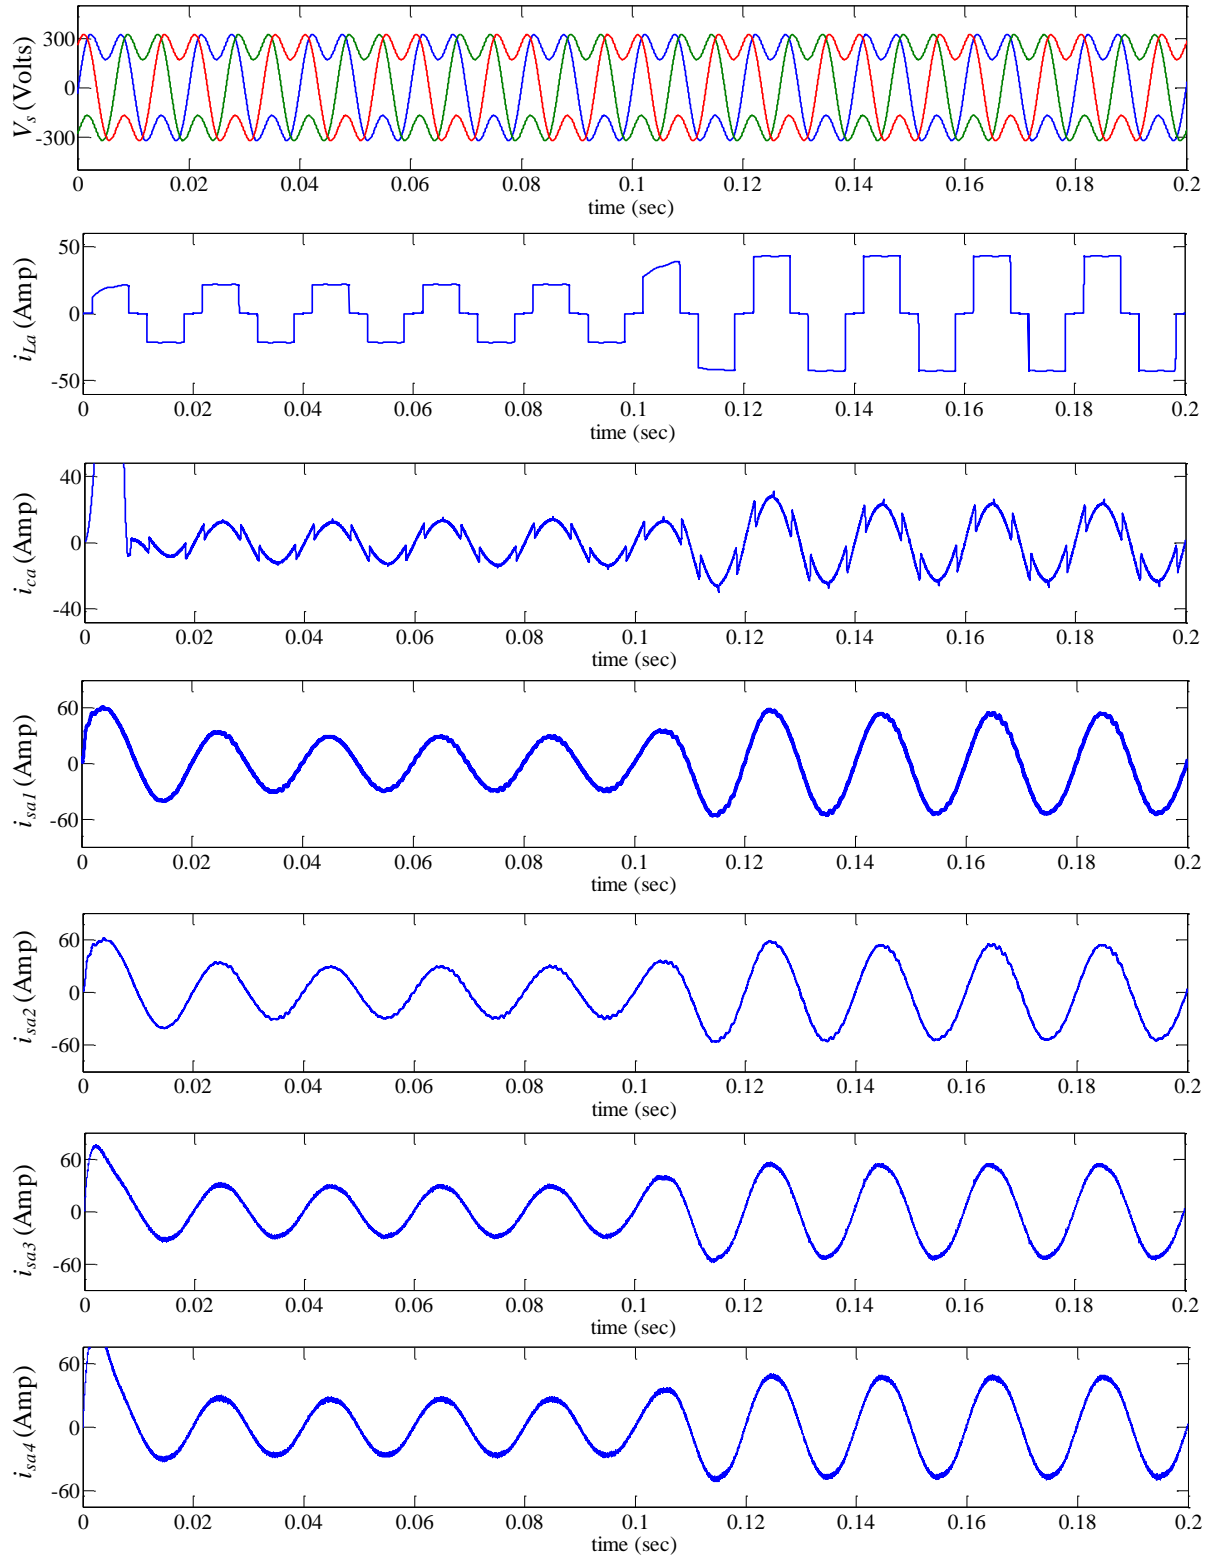 V_s (Volts)
300
0
-300
0 0.02 0.04 0.06 0.08 0.1 0.12 0.14 0.16 0.18 0.2
time (sec)
i_La (Amp)
50
0
-50
0 0.02 0.04 0.06 0.08 0.1 0.12 0.14 0.16 0.18 0.2
time (sec)
i_ca (Amp)
40
0
-40
0 0.02 0.04 0.06 0.08 0.1 0.12 0.14 0.16 0.18 0.2
time (sec)
i_sa1 (Amp)
60
0
-60
0 0.02 0.04 0.06 0.08 0.1 0.12 0.14 0.16 0.18 0.2
time (sec)
i_sa2 (Amp)
60
0
-60
0 0.02 0.04 0.06 0.08 0.1 0.12 0.14 0.16 0.18 0.2
time (sec)
i_sa3 (Amp)
60
0
-60
0 0.02 0.04 0.06 0.08 0.1 0.12 0.14 0.16 0.18 0.2
time (sec)
i_sa4 (Amp)
60
0
-60
0 0.02 0.04 0.06 0.08 0.1 0.12 0.14 0.16 0.18 0.2
time (sec)